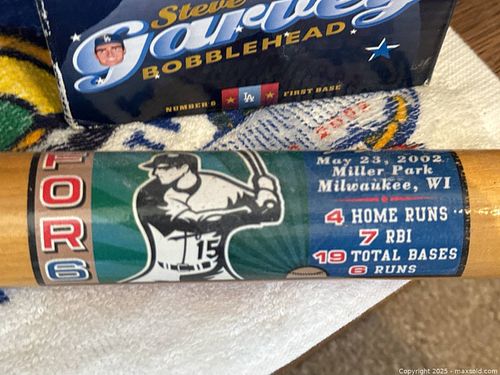 Steve
Garvey
BOBBLEHEAD
NUMBER 6
LA
FIRST BASE
2002
FOR 6
May 23, 2002
Miller Park
Milwaukee, WI
4 HOME RUNS
7 RBI
19 TOTAL BASES
6 RUNS
15
Copyright © 2025 - maxsold.com